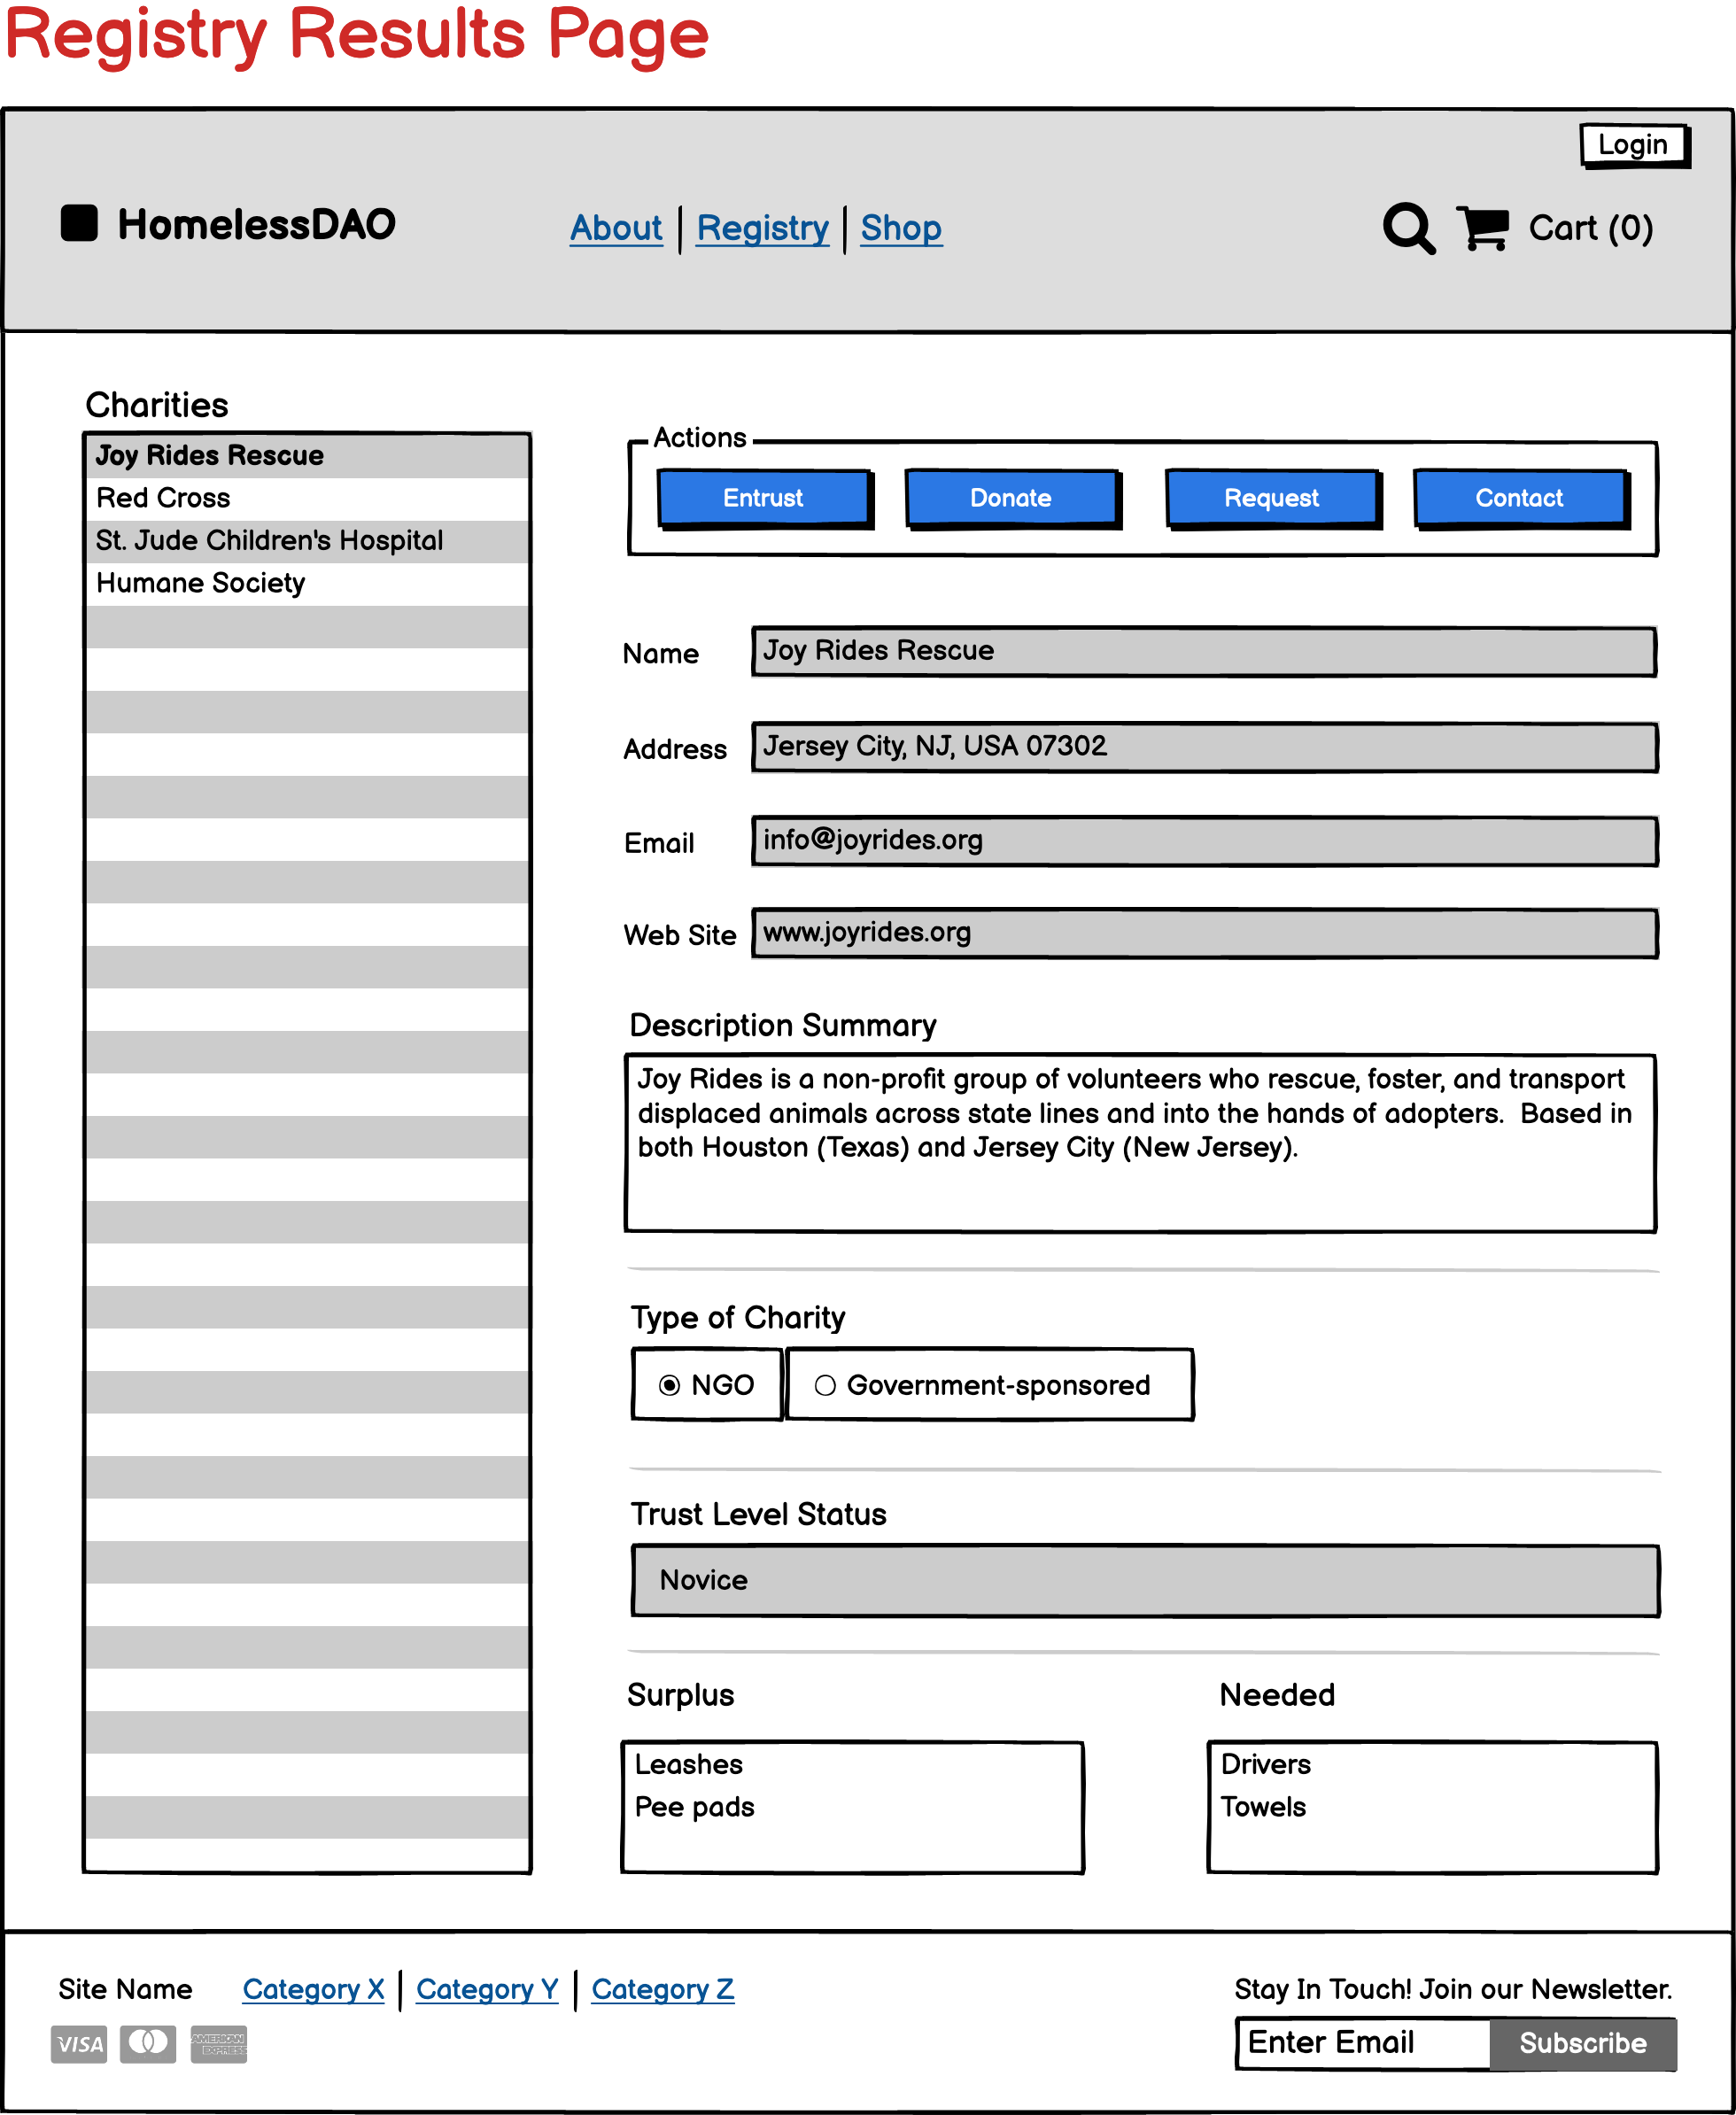 Registry Results Page
Login
HomelessDAO
About | Registry | Shop
Cart (0)
Charities
Joy Rides Rescue
Red Cross
St. Jude Children's Hospital
Humane Society
Actions
Entrust
Donate
Request
Contact
Name
Joy Rides Rescue
Address
Jersey City, NJ, USA 07302
Email
info@joyrides.org
Web Site
www.joyrides.org
Description Summary
Joy Rides is a non-profit group of volunteers who rescue, foster, and transport
displaced animals across state lines and into the hands of adopters.  Based in
both Houston (Texas) and Jersey City (New Jersey).
Type of Charity
NGO
Government-sponsored
Trust Level Status
Novice
Surplus
Leashes
Pee pads
Needed
Drivers
Towels
Site Name
Category X | Category Y | Category Z
VISA
AMERICAN
EXPRESS
Stay In Touch! Join our Newsletter.
Enter Email
Subscribe